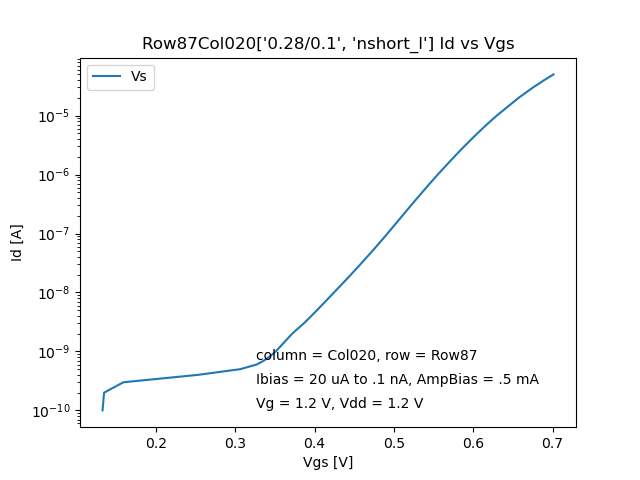 Row87Col020['0.28/0.1', 'nshort_l'] Id vs Vgs
Vs
10⁻⁵
10⁻⁶
10⁻⁷
10⁻⁸
10⁻⁹
10⁻¹⁰
Id [A]
column = Col020, row = Row87
Ibias = 20 uA to .1 nA, AmpBias = .5 mA
Vg = 1.2 V, Vdd = 1.2 V
0.2 0.3 0.4 0.5 0.6 0.7
Vgs [V]